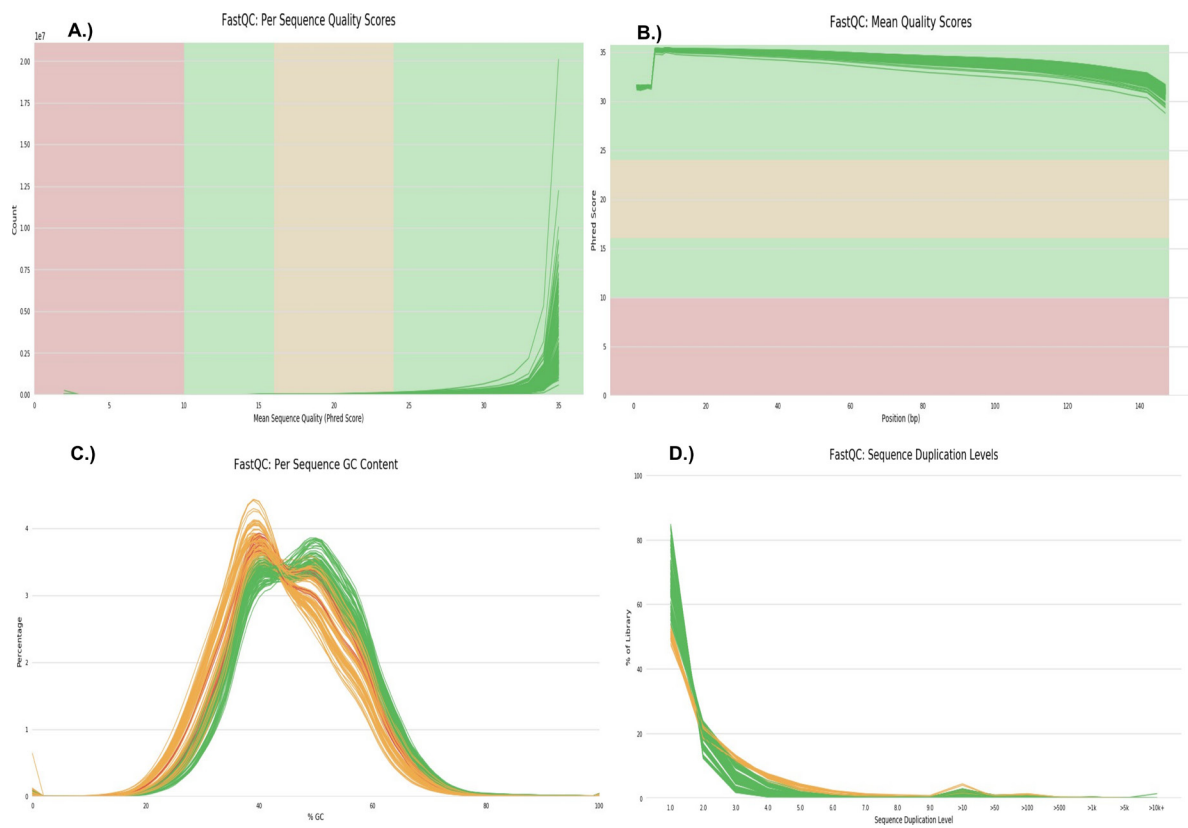 A.)
FastQC: Per Sequence Quality Scores
1e7
2.00
1.75
1.50
1.25
1.00
0.75
0.50
0.25
0.00
Count
0 5 10 15 20 25 30 35
Mean Sequence Quality (Phred Score)
B.)
FastQC: Mean Quality Scores
35
30
25
20
15
10
5
0
Phred Score
0 20 40 60 80 100 120 140
Position (bp)
C.)
FastQC: Per Sequence GC Content
4
3
2
1
0
Percentage
0 20 40 60 80 100
% GC
D.)
FastQC: Sequence Duplication Levels
100
80
60
40
20
0
% of Library
1.0 2.0 3.0 4.0 5.0 6.0 7.0 8.0 9.0 >10 >50 >100 >500 >1k >5k >10k+
Sequence Duplication Level